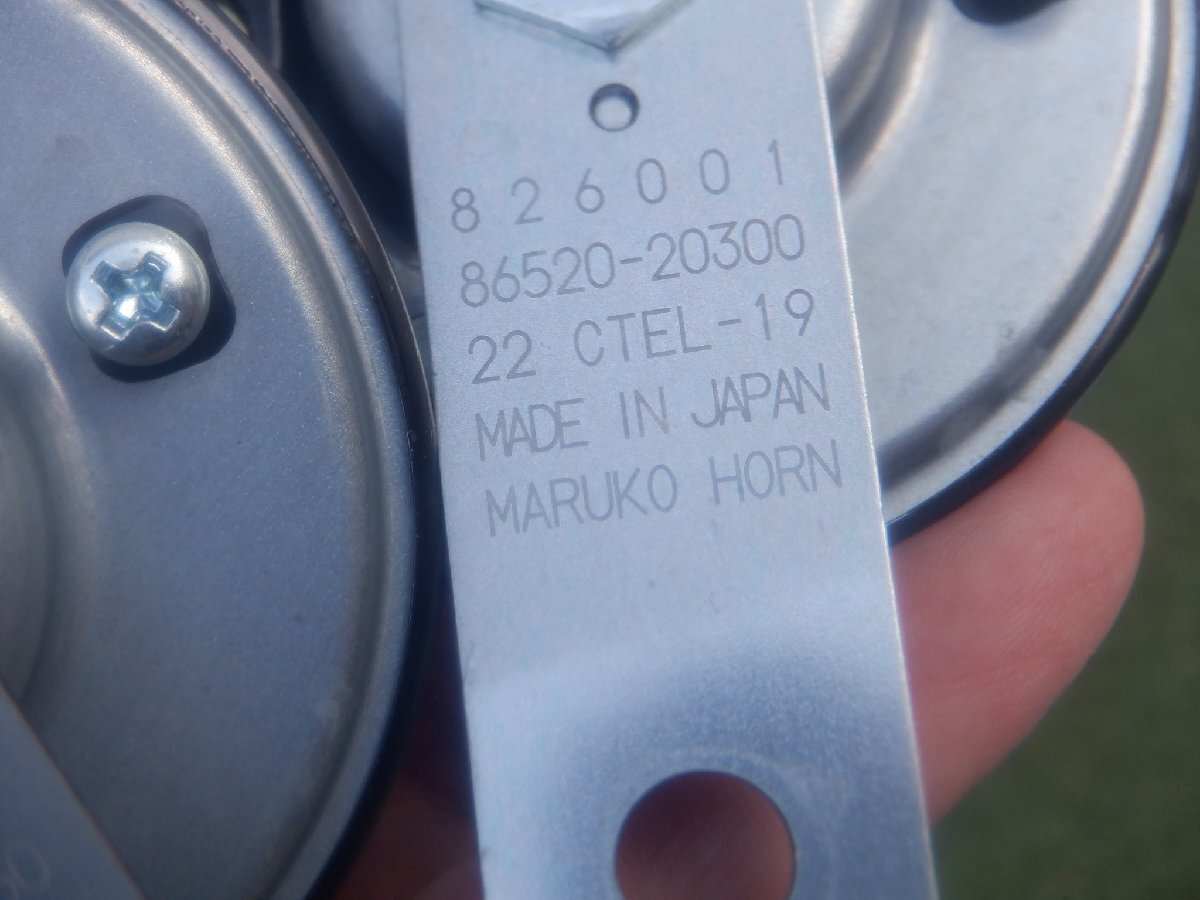 826001
86520-20300
22 CTEL-19
MADE IN JAPAN
MARUKO HORN